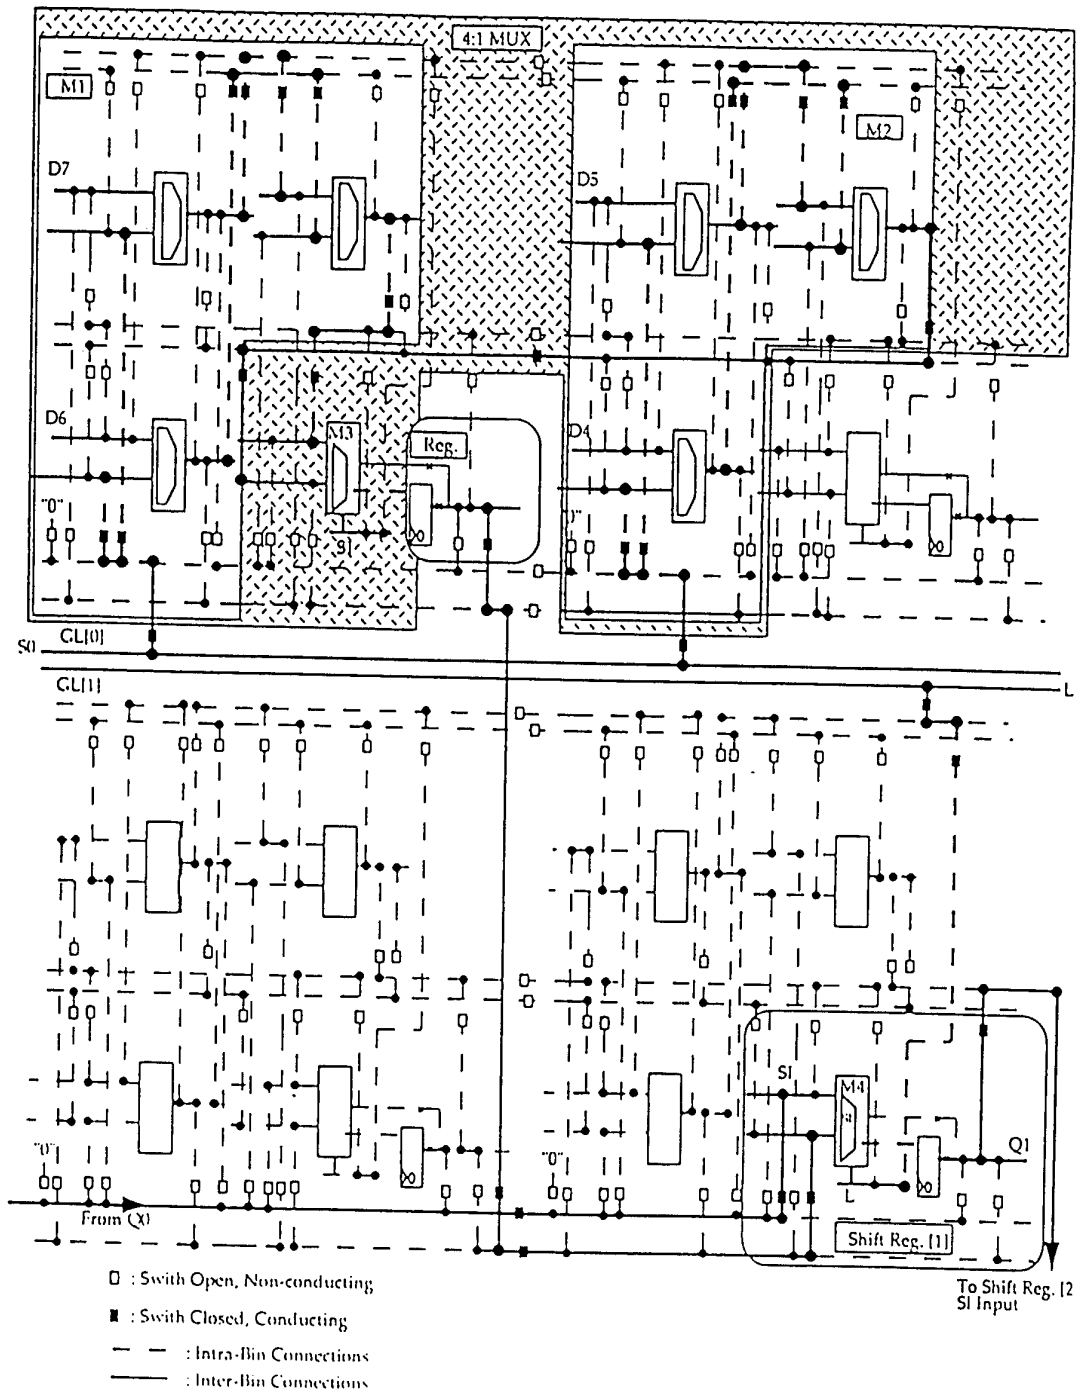 4:1 MUX
M1
M2
D7
D5
D6
M3
Reg.
D4
"0"
S1
S0
GL[0]
GL[1]
L
SI
M4
Q1
L
"0"
"0"
From Q0
Shift Reg. [1]
To Shift Reg. [2
SI Input
: Swith Open, Non-conducting
: Swith Closed, Conducting
: Intra-Bin Connections
: Inter-Bin Connections